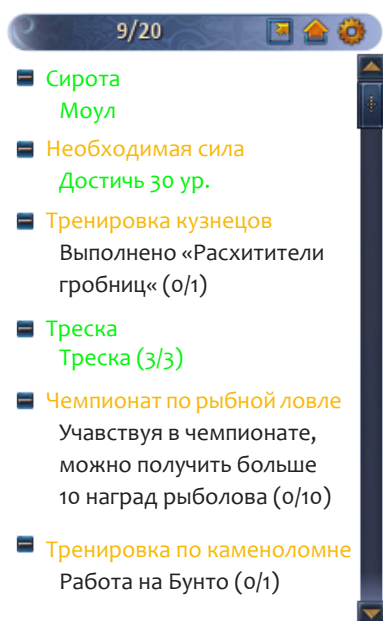 9/20
Сирота
Моул
Необходимая сила
Достичь 30 ур.
Тренировка кузнецов
Выполнено «Расхитители
гробниц« (0/1)
Треска
Треска (3/3)
Чемпионат по рыбной ловле
Учавствуя в чемпионате,
можно получить больше
10 наград рыболова (0/10)
Тренировка по каменоломне
Работа на Бунто (0/1)